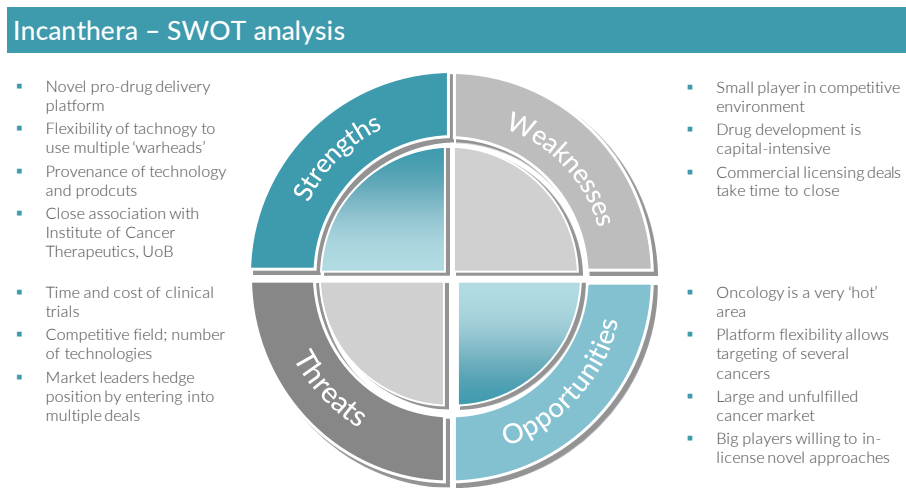 Incanthera – SWOT analysis
Novel pro-drug delivery
platform
Flexibility of tachnogy to
use multiple ‘warheads’
Provenance of technology
and prodcuts
Close association with
Institute of Cancer
Therapeutics, UoB
Strengths
Weaknesses
Small player in competitive
environment
Drug development is
capital-intensive
Commercial licensing deals
take time to close
Time and cost of clinical
trials
Competitive field; number
of technologies
Market leaders hedge
position by entering into
multiple deals
Threats
Opportunities
Oncology is a very ‘hot’
area
Platform flexibility allows
targeting of several
cancers
Large and unfulfilled
cancer market
Big players willing to in-
license novel approaches